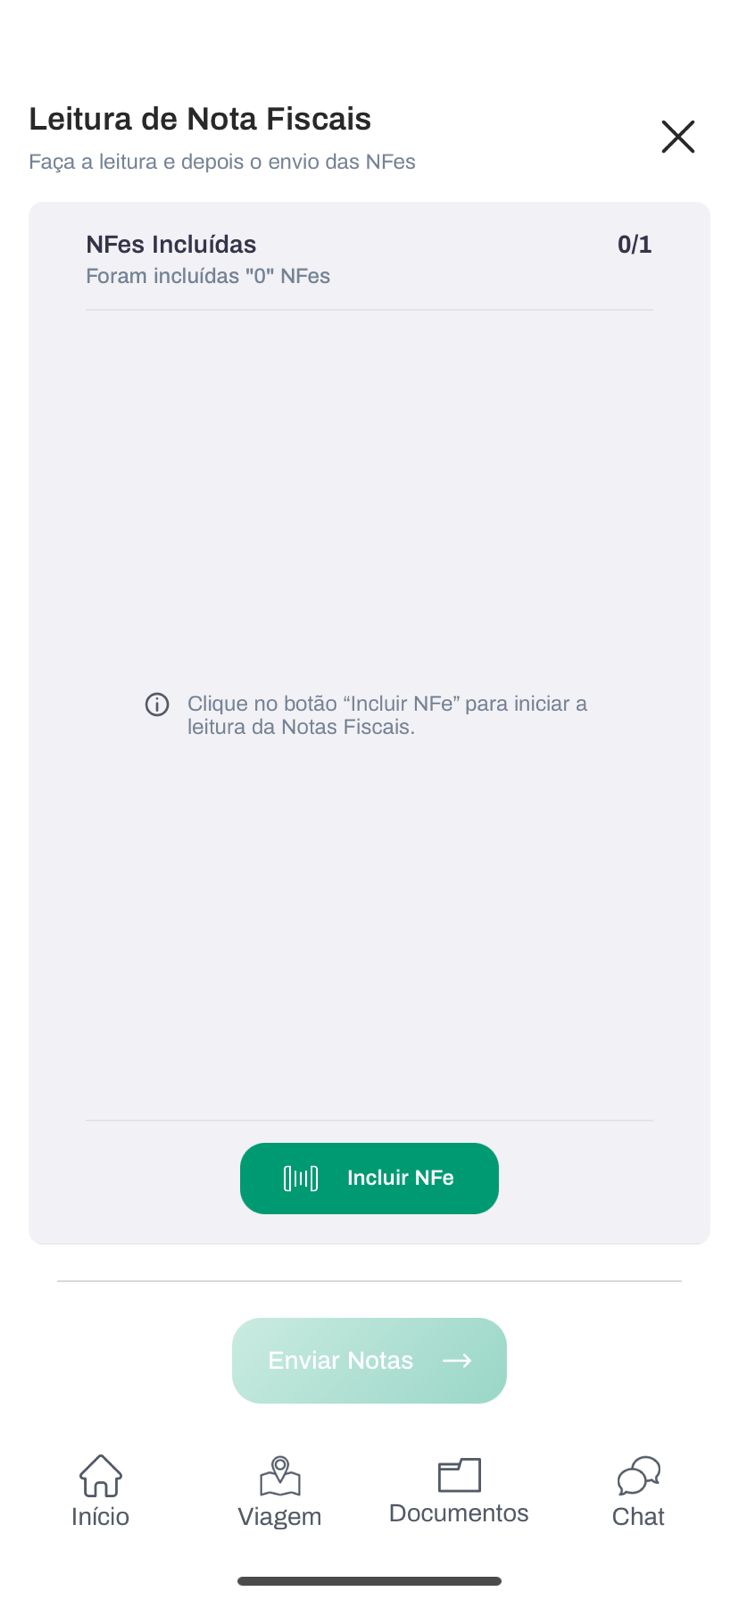 Leitura de Nota Fiscais
Faça a leitura e depois o envio das NFes
NFes Incluídas 0/1
Foram incluídas "0" NFes
Clique no botão “Incluir NFe” para iniciar a
leitura da Notas Fiscais.
Incluir NFe
Enviar Notas
Início Viagem Documentos Chat